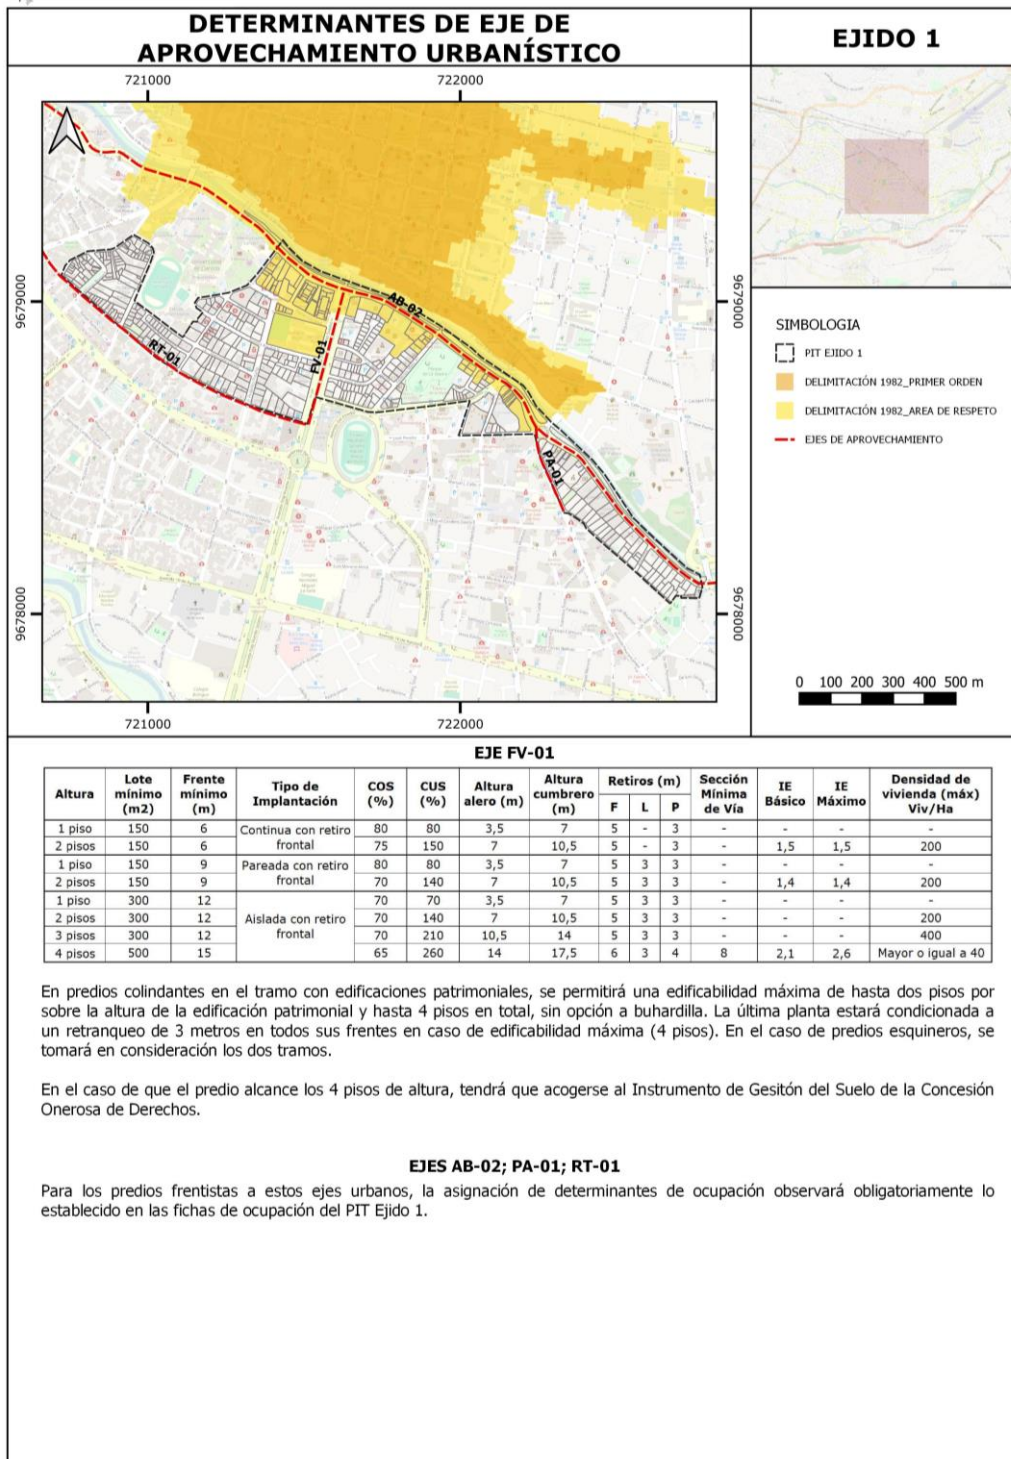 DETERMINANTES DE EJE DE
APROVECHAMIENTO URBANÍSTICO
EJIDO 1
721000 722000
9679000 9679000
9678000 9678000
AB-02
RT-01
FV-01
PA-01
721000 722000
SIMBOLOGIA
PIT EJIDO 1
DELIMITACIÓN 1982_PRIMER ORDEN
DELIMITACIÓN 1982_AREA DE RESPETO
EJES DE APROVECHAMIENTO
0 100 200 300 400 500 m
EJE FV-01
Altura Lote mínimo (m2) Frente mínimo (m) Tipo de Implantación COS (%) CUS (%) Altura alero (m) Altura cumbrero (m) Retiros (m) F L P Sección Mínima de Vía IE Básico IE Máximo Densidad de vivienda (máx) Viv/Ha
1 piso 150 6 Continua con retiro frontal 80 80 3,5 7 5 - 3 - - - -
2 pisos 150 6 75 150 7 10,5 5 - 3 - 1,5 1,5 200
1 piso 150 9 Pareada con retiro frontal 80 80 3,5 7 5 3 3 - - - -
2 pisos 150 9 70 140 7 10,5 5 3 3 - 1,4 1,4 200
1 piso 300 12 Aislada con retiro frontal 70 70 3,5 7 5 3 3 - - - -
2 pisos 300 12 70 140 7 10,5 5 3 3 - - - 200
3 pisos 300 12 70 210 10,5 14 5 3 3 - - - 400
4 pisos 500 15 65 260 14 17,5 6 3 4 8 2,1 2,6 Mayor o igual a 40
En predios colindantes en el tramo con edificaciones patrimoniales, se permitirá una edificabilidad máxima de hasta dos pisos por
sobre la altura de la edificación patrimonial y hasta 4 pisos en total, sin opción a buhardilla. La última planta estará condicionada a
un retranqueo de 3 metros en todos sus frentes en caso de edificabilidad máxima (4 pisos). En el caso de predios esquineros, se
tomará en consideración los dos tramos.
En el caso de que el predio alcance los 4 pisos de altura, tendrá que acogerse al Instrumento de Gesitón del Suelo de la Concesión
Onerosa de Derechos.
EJES AB-02; PA-01; RT-01
Para los predios frentistas a estos ejes urbanos, la asignación de determinantes de ocupación observará obligatoriamente lo
establecido en las fichas de ocupación del PIT Ejido 1.